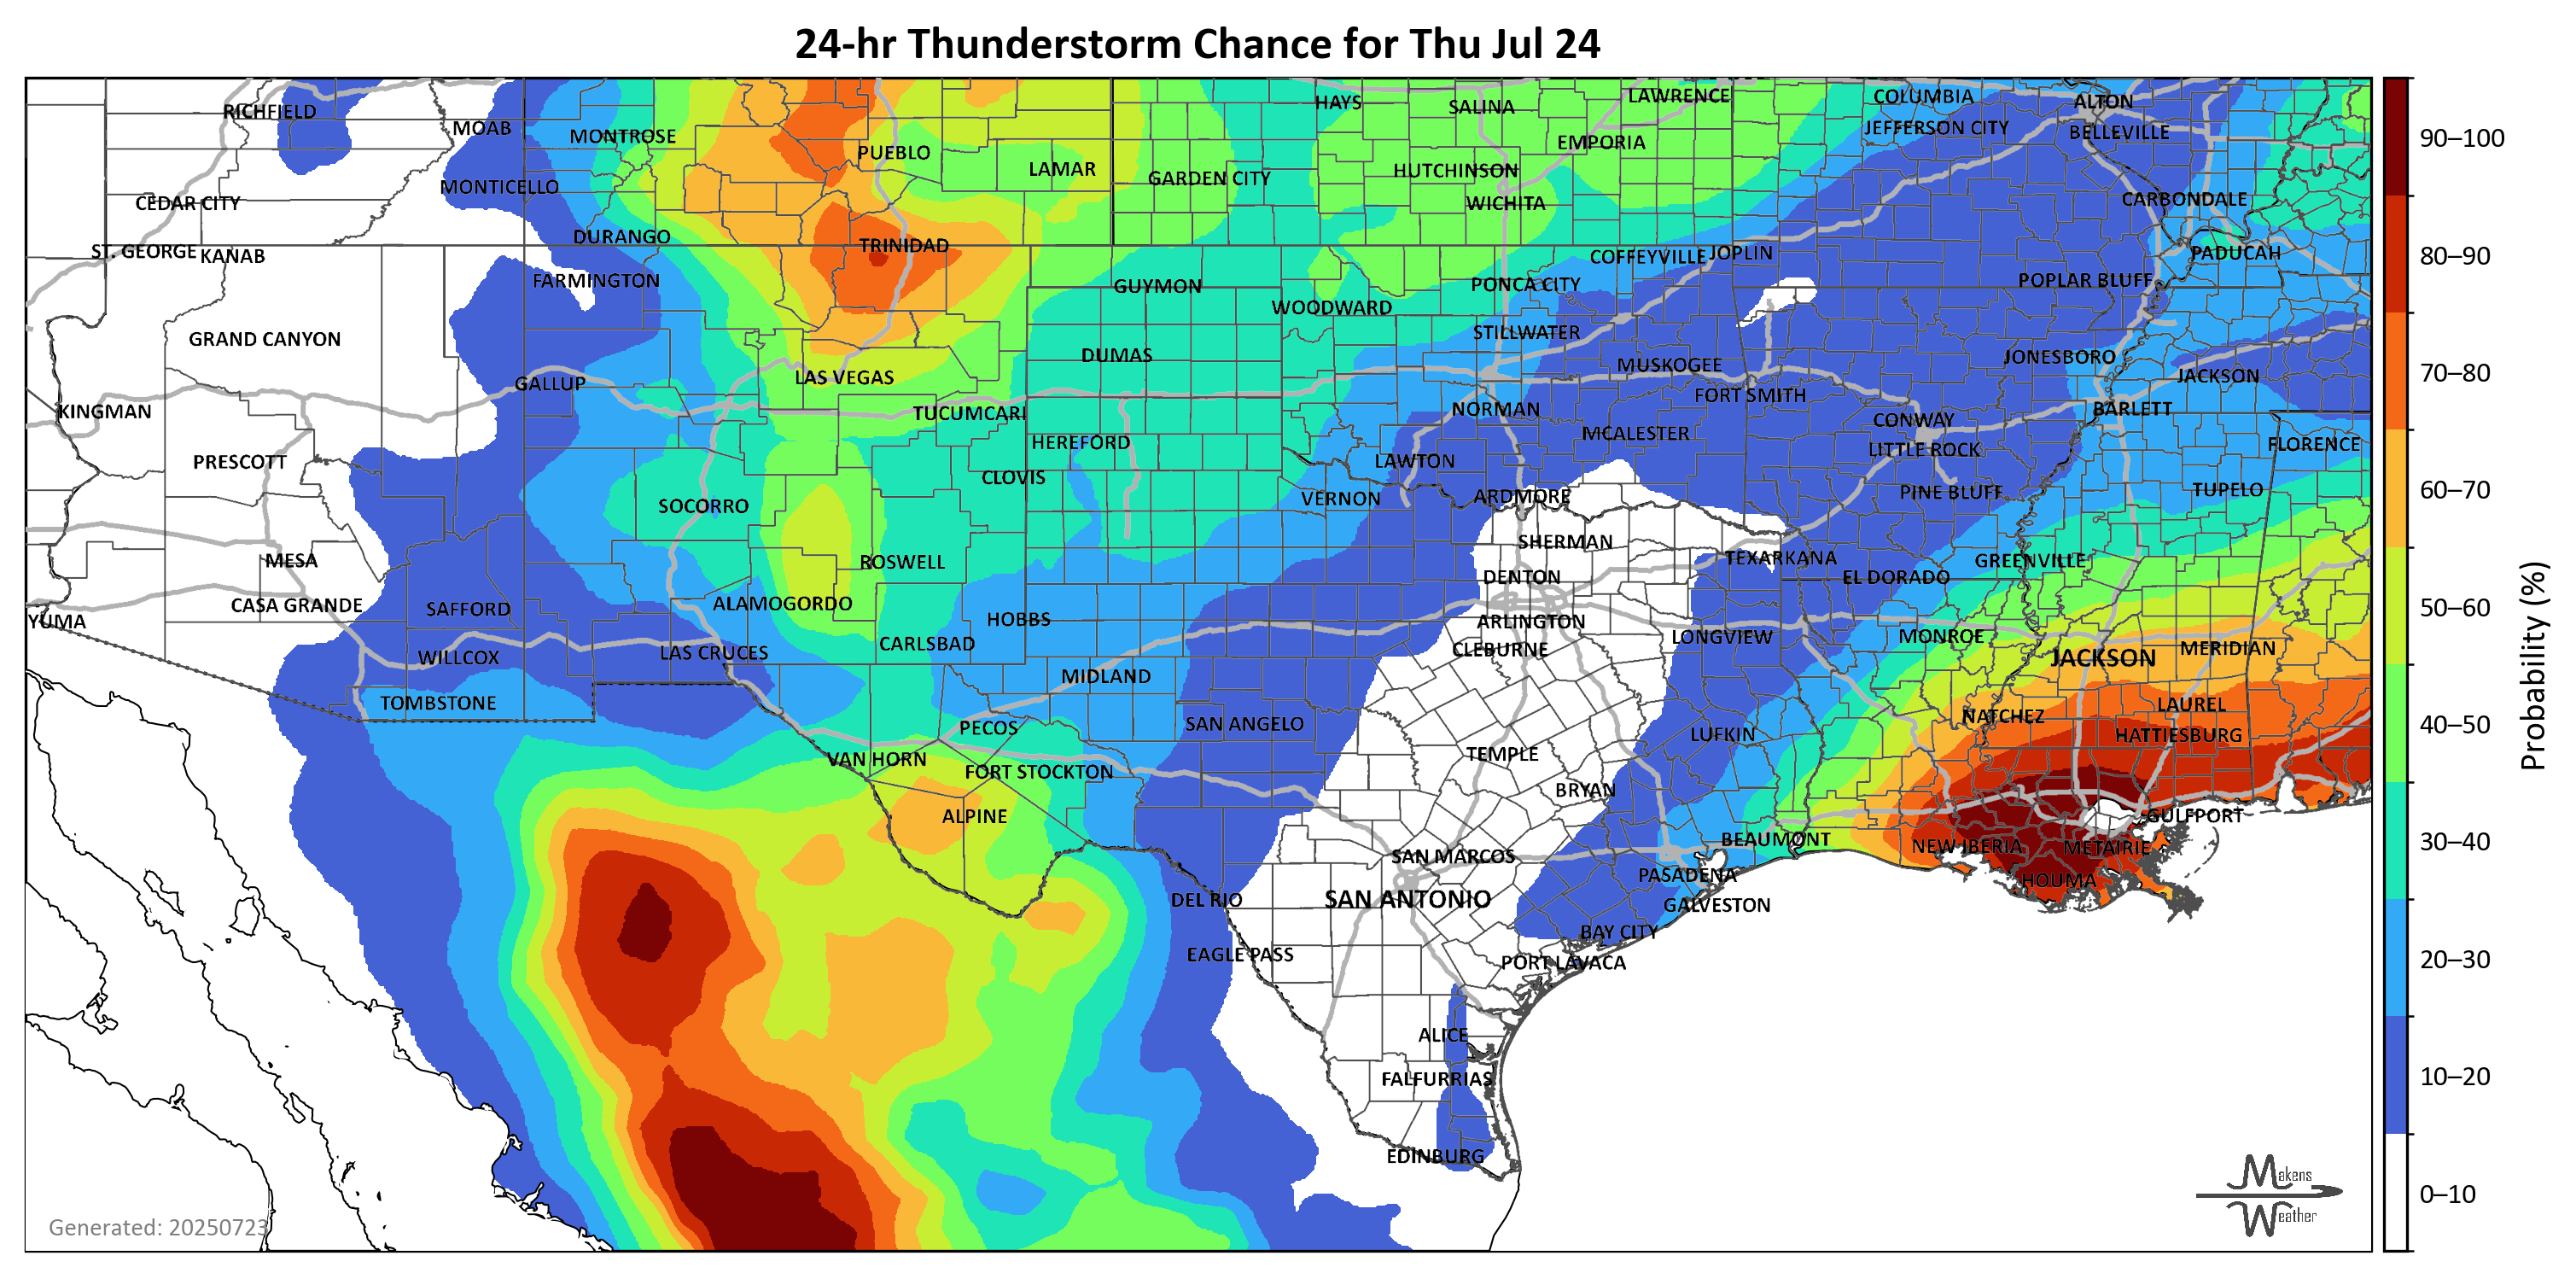 24-hr Thunderstorm Chance for Thu Jul 24
RICHFIELD
MOAB
MONTROSE
PUEBLO
LAMAR
HAYS
SALINA
LAWRENCE
COLUMBIA
ALTON
JEFFERSON CITY
BELLEVILLE
EMPORIA
GARDEN CITY
HUTCHINSON
MONTICELLO
CEDAR CITY
WICHITA
CARBONDALE
DURANGO
TRINIDAD
ST. GEORGE
KANAB
COFFEYVILLE
JOPLIN
PADUCAH
FARMINGTON
GUYMON
PONCA CITY
POPLAR BLUFF
WOODWARD
STILLWATER
GRAND CANYON
DUMAS
MUSKOGEE
JONESBORO
LAS VEGAS
JACKSON
GALLUP
FORT SMITH
KINGMAN
TUCUMCARI
NORMAN
BARLETT
CONWAY
HEREFORD
MCALESTER
LITTLE ROCK
FLORENCE
PRESCOTT
CLOVIS
LAWTON
SOCORRO
VERNON
ARDMORE
PINE BLUFF
TUPELO
SHERMAN
MESA
ROSWELL
TEXARKANA
GREENVILLE
DENTON
EL DORADO
CASA GRANDE
SAFFORD
ALAMOGORDO
HOBBS
YUMA
ARLINGTON
CARLSBAD
CLEBURNE
LONGVIEW
MONROE
WILLCOX
LAS CRUCES
JACKSON
MERIDIAN
MIDLAND
TOMBSTONE
PECOS
SAN ANGELO
NATCHEZ
LAUREL
LUFKIN
HATTIESBURG
VAN HORN
FORT STOCKTON
TEMPLE
BRYAN
ALPINE
GULFPORT
BEAUMONT
NEW IBERIA
METAIRIE
SAN MARCOS
PASADENA
HOUMA
DEL RIO
SAN ANTONIO
GALVESTON
BAY CITY
EAGLE PASS
PORT LAVACA
ALICE
FALFURRIAS
EDINBURG
Generated: 20250723
Makens
Weather
90–100
80–90
70–80
60–70
50–60
40–50
30–40
20–30
10–20
0–10
Probability (%)